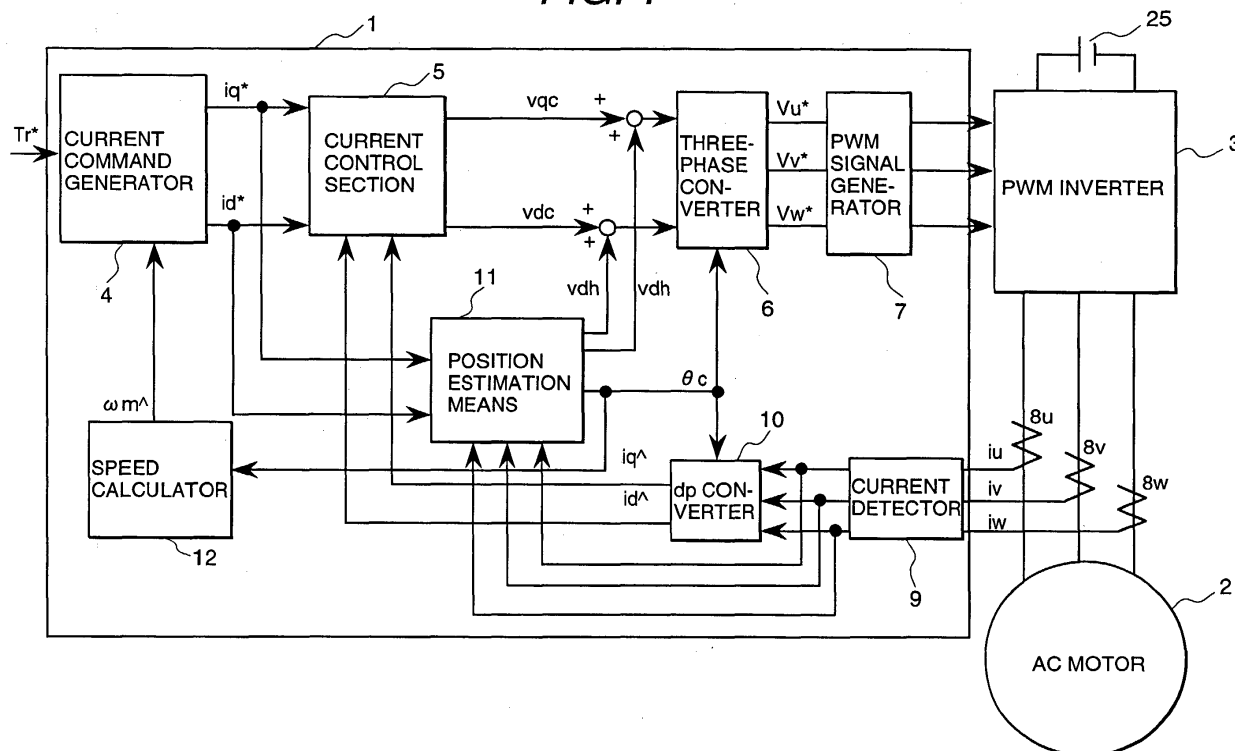 1
25
5
iq*
vqc
+
+
Vu*
Tr*
CURRENT
COMMAND
GENERATOR
CURRENT
CONTROL
SECTION
THREE-
PHASE
CON-
VERTER
PWM
SIGNAL
GENE-
RATOR
Vv*
PWM INVERTER
3
id*
vdc
+
+
Vw*
4
11
vdh
vdh
6
7
POSITION
ESTIMATION
MEANS
θc
ωm^
10
8u
iu
8v
SPEED
CALCULATOR
iq^
id^
dp CON-
VERTER
CURRENT
DETECTOR
iv
8w
iw
12
9
2
AC MOTOR